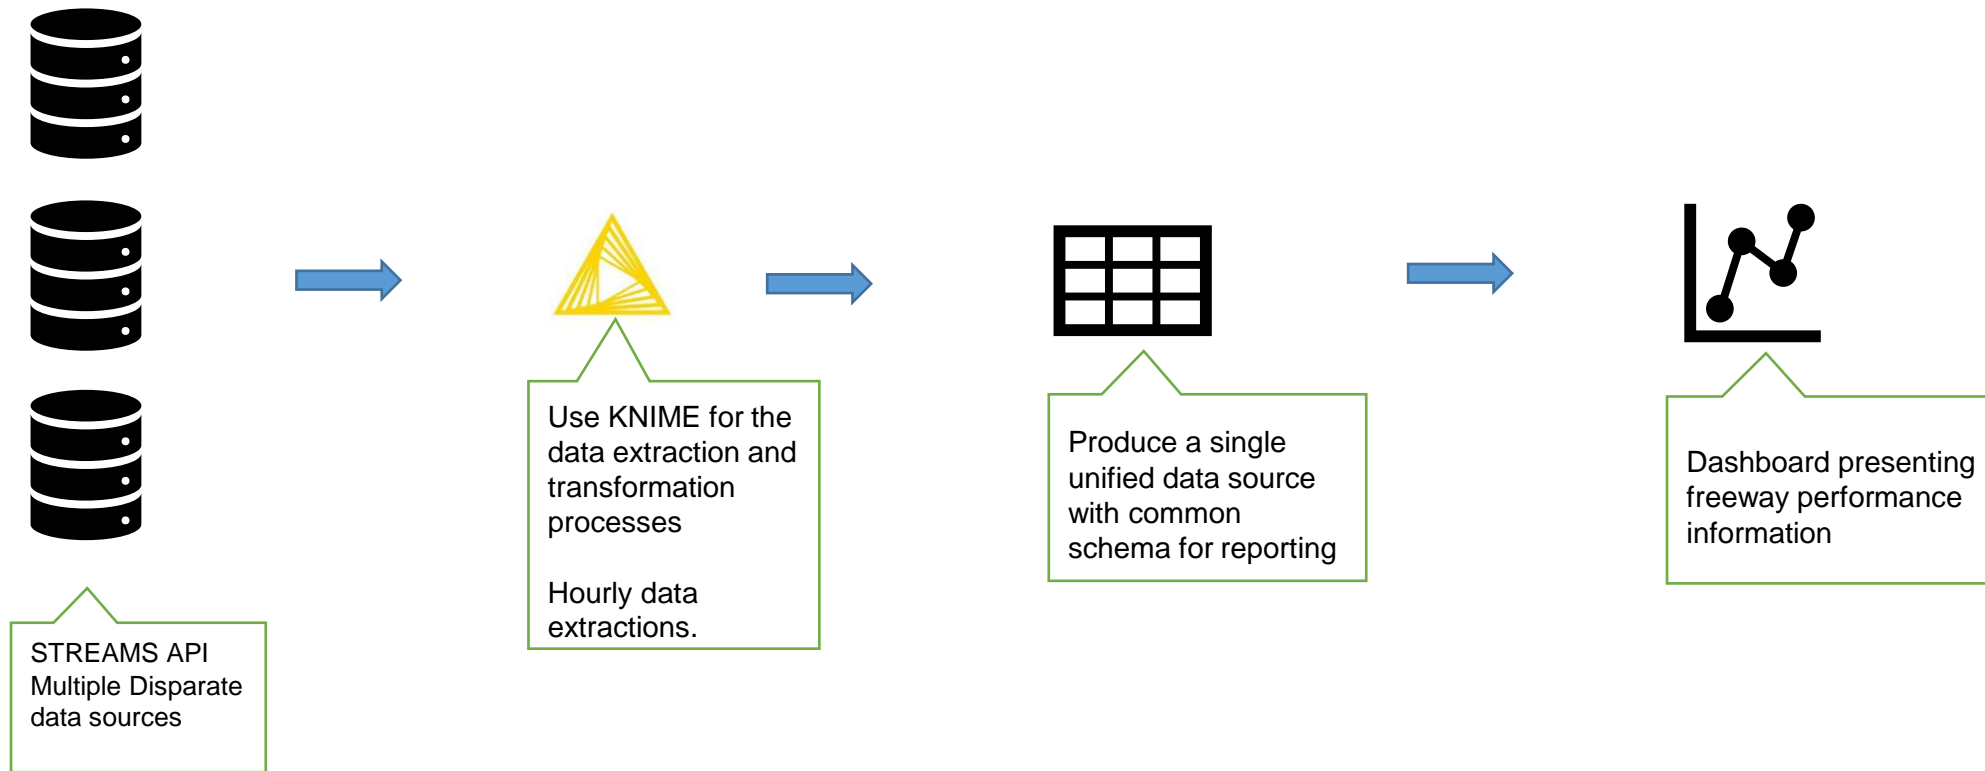 STREAMS API
Multiple Disparate
data sources
Use KNIME for the
data extraction and
transformation
processes
Hourly data
extractions.
Produce a single
unified data source
with common
schema for reporting
Dashboard presenting
freeway performance
information